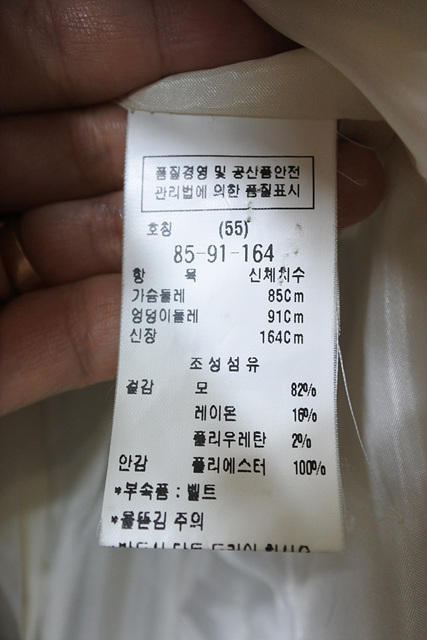 품질경영 및 공산품안전
관리법에 의한 품질표시
호칭 (55)
85-91-164
항 목 신체치수
가슴둘레 85Cm
엉덩이둘레 91Cm
신장 164Cm
조성섬유
겉감 모 82%
레이온 16%
폴리우레탄 2%
안감 폴리에스터 100%
*부속품 : 벨트
*올뜯김 주의